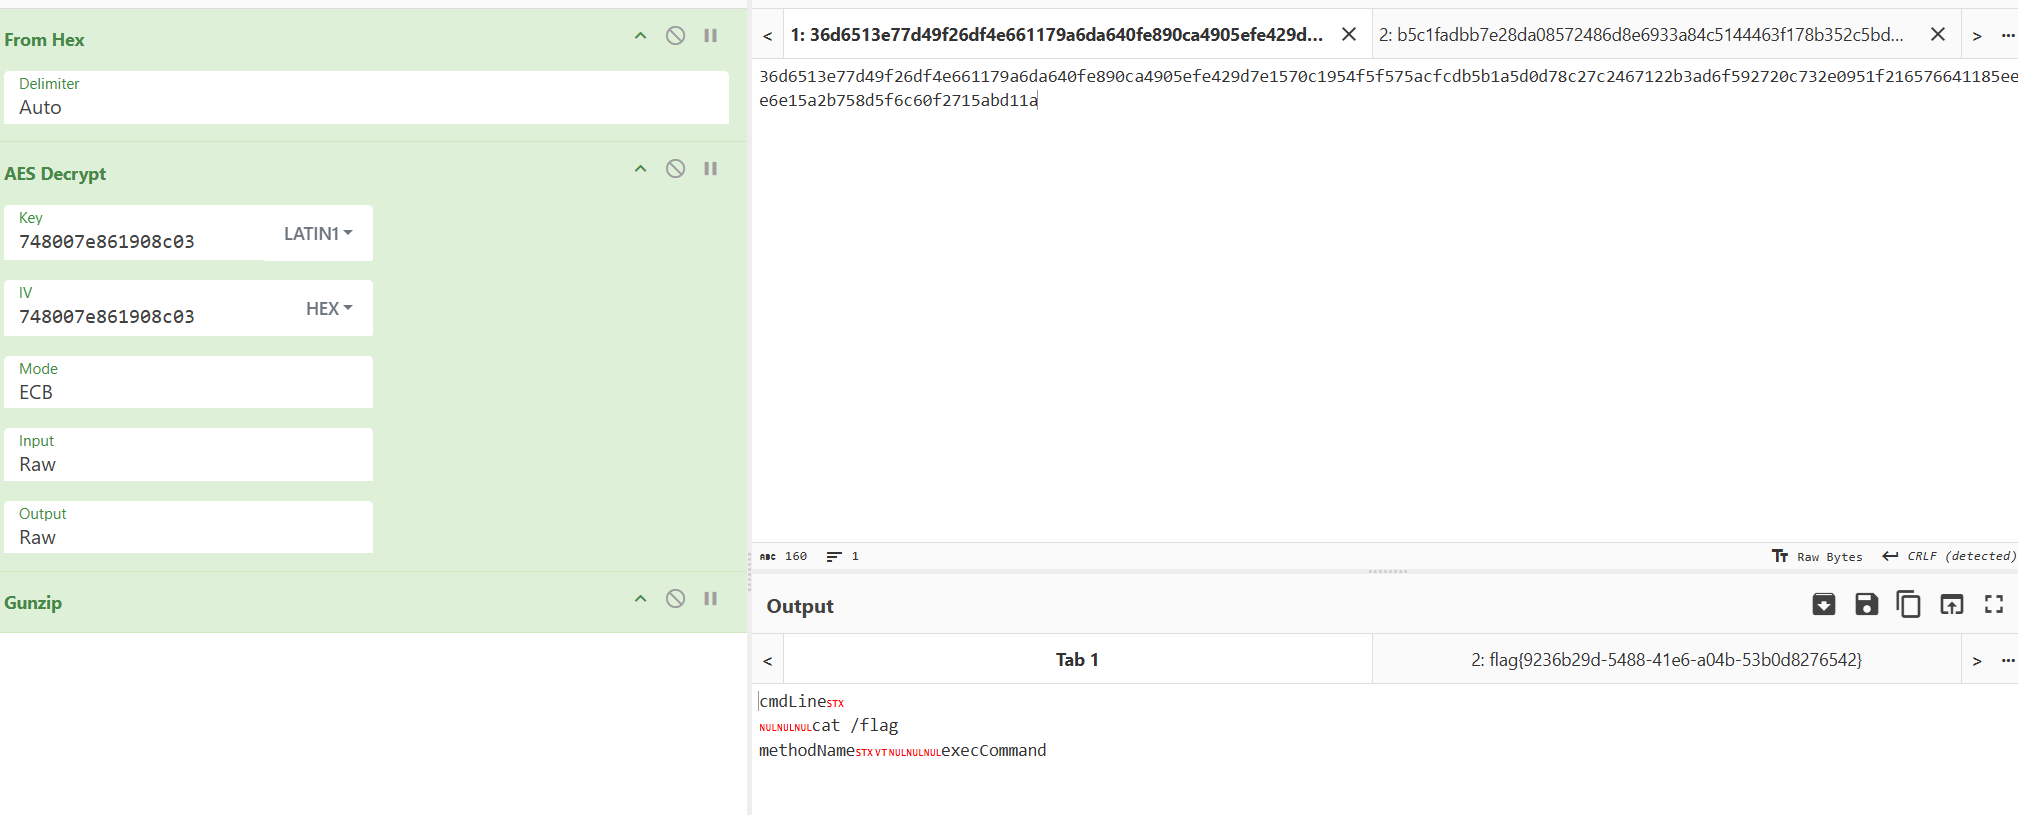 From Hex
Delimiter
Auto
AES Decrypt
Key
748007e861908c03
LATIN1
IV
748007e861908c03
HEX
Mode
ECB
Input
Raw
Output
Raw
Gunzip
< 1: 36d6513e77d49f26df4e661179a6da640fe890ca4905efe429d... 2: b5c1fadbb7e28da08572486d8e6933a84c5144463f178b352c5bd... > ...
36d6513e77d49f26df4e661179a6da640fe890ca4905efe429d7e1570c1954f5f575acfcdb5b1a5d0d78c27c2467122b3ad6f592720c732e0951f216576641185ee
e6e15a2b758d5f6c60f2715abd11a
ABC 160 1 Tт Raw Bytes CRLF (detected)
Output
< Tab 1 2: flag{9236b29d-5488-41e6-a04b-53b0d8276542} > ...
cmdLineSTX
NULNULNULcat /flag
methodNameSTXVTNULNULNULexecCommand